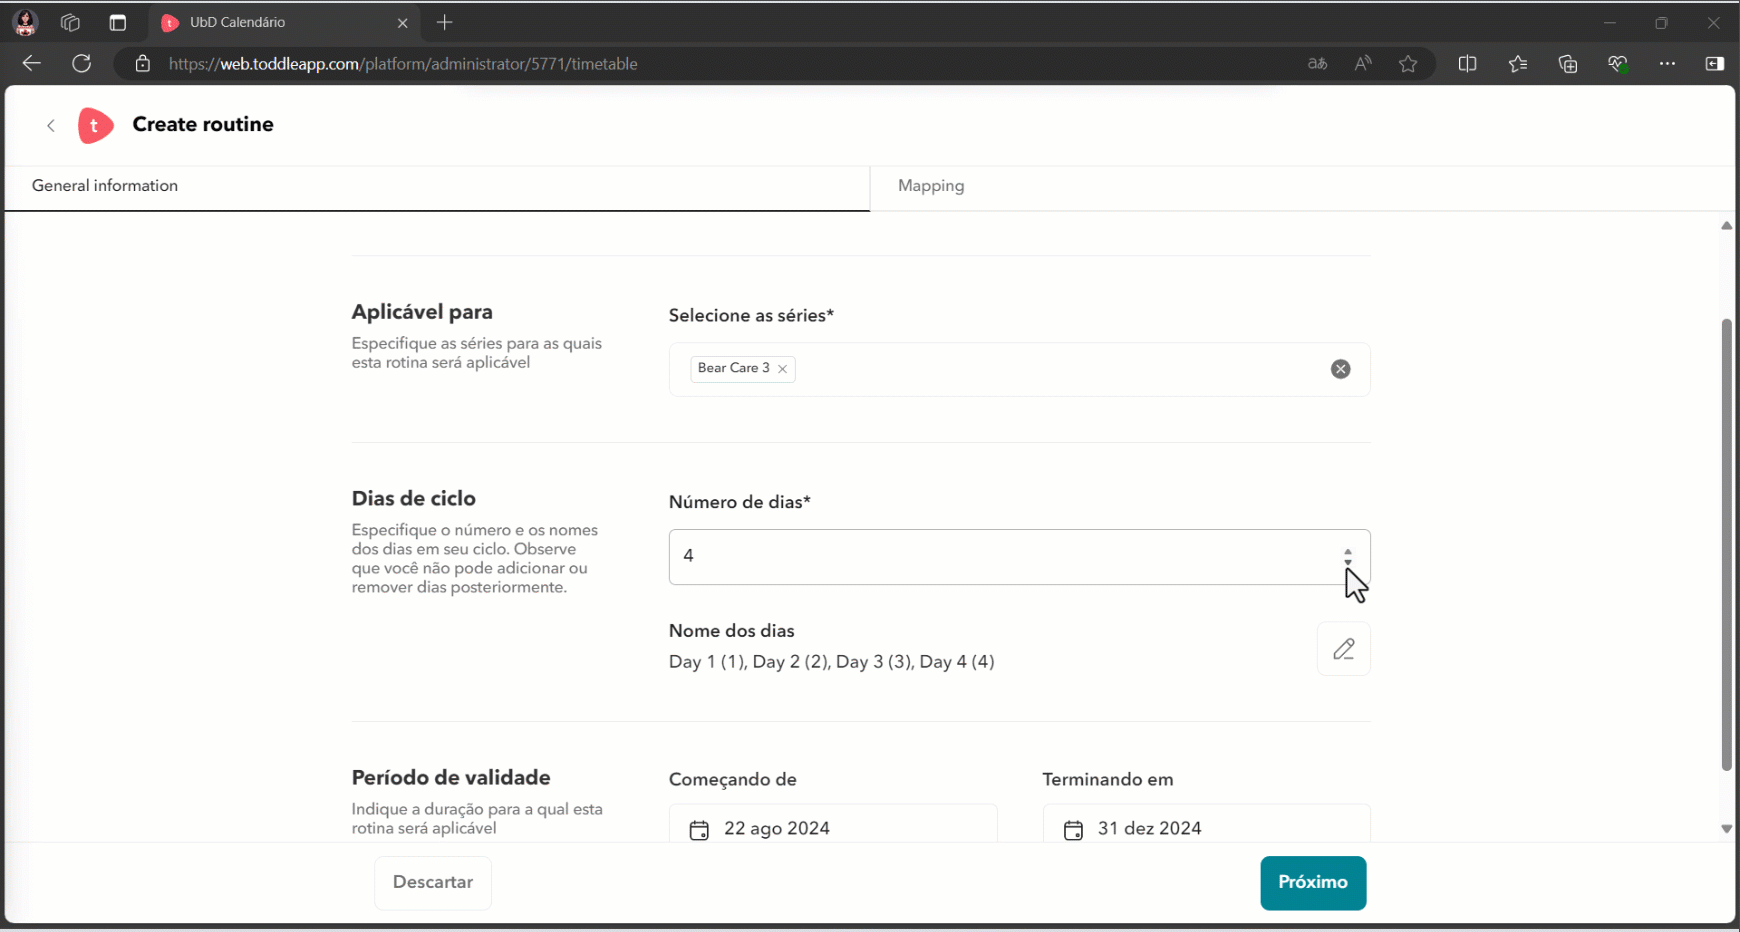 UbD Calendário
https://web.toddleapp.com/platform/administrator/5771/timetable
t Create routine
General information
Mapping
Aplicável para
Especifique as séries para as quais
esta rotina será aplicável
Selecione as séries*
Bear Care 3
Dias de ciclo
Especifique o número e os nomes
dos dias em seu ciclo. Observe
que você não pode adicionar ou
remover dias posteriormente.
Número de dias*
4
Nome dos dias
Day 1 (1), Day 2 (2), Day 3 (3), Day 4 (4)
Período de validade
Indique a duração para a qual esta
rotina será aplicável
Começando de
22 ago 2024
Terminando em
31 dez 2024
Descartar
Próximo